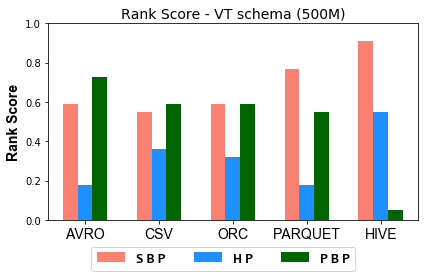 Rank Score - VT schema (500M)
Rank Score
1.0
0.8
0.6
0.4
0.2
0.0
AVRO CSV ORC PARQUET HIVE
S B P H P P B P